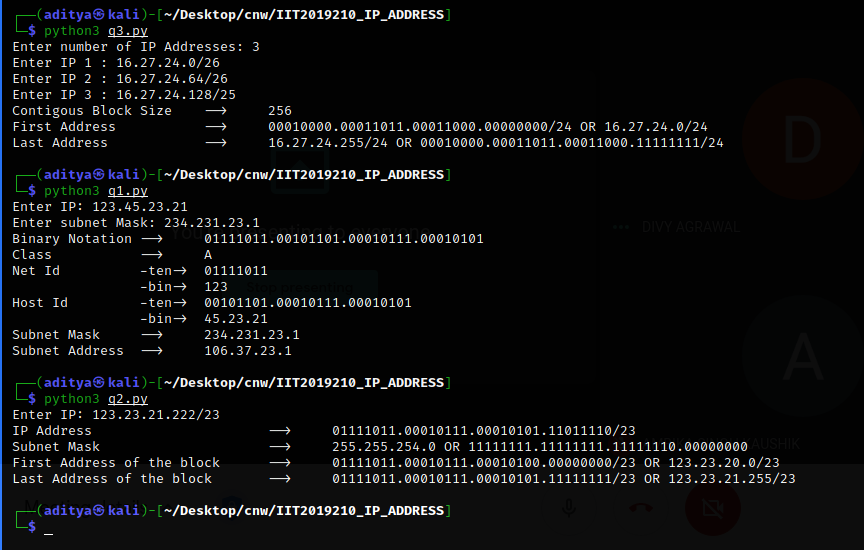 ┌──(aditya㉿kali)-[~/Desktop/cnw/IIT2019210_IP_ADDRESS]
└─$ python3 q3.py
Enter number of IP Addresses: 3
Enter IP 1 : 16.27.24.0/26
Enter IP 2 : 16.27.24.64/26
Enter IP 3 : 16.27.24.128/25
Contigous Block Size    -->     256
First Address           -->     00010000.00011011.00011000.00000000/24 OR 16.27.24.0/24
Last Address            -->     16.27.24.255/24 OR 00010000.00011011.00011000.11111111/24
D
┌──(aditya㉿kali)-[~/Desktop/cnw/IIT2019210_IP_ADDRESS]
└─$ python3 q1.py
Enter IP: 123.45.23.21
Enter subnet Mask: 234.231.23.1
DIVY AGRAWAL
Binary Notation -->     01111011.00101101.00010111.00010101
Class           -->     A
Net Id          -ten->  01111011
                -bin->  123
Stop presenting
Host Id         -ten->  00101101.00010111.00010101
                -bin->  45.23.21
Subnet Mask     -->     234.231.23.1
Subnet Address  -->     106.37.23.1
A
┌──(aditya㉿kali)-[~/Desktop/cnw/IIT2019210_IP_ADDRESS]
└─$ python3 q2.py
Enter IP: 123.23.21.222/23
IP Address                      -->     01111011.00010111.00010101.11011110/23
Subnet Mask                     -->     255.255.254.0 OR 11111111.11111111.11111110.00000000
First Address of the block      -->     01111011.00010111.00010100.00000000/23 OR 123.23.20.0/23
Last Address of the block       -->     01111011.00010111.00010101.11111111/23 OR 123.23.21.255/23
┌──(aditya㉿kali)-[~/Desktop/cnw/IIT2019210_IP_ADDRESS]
└─$ _